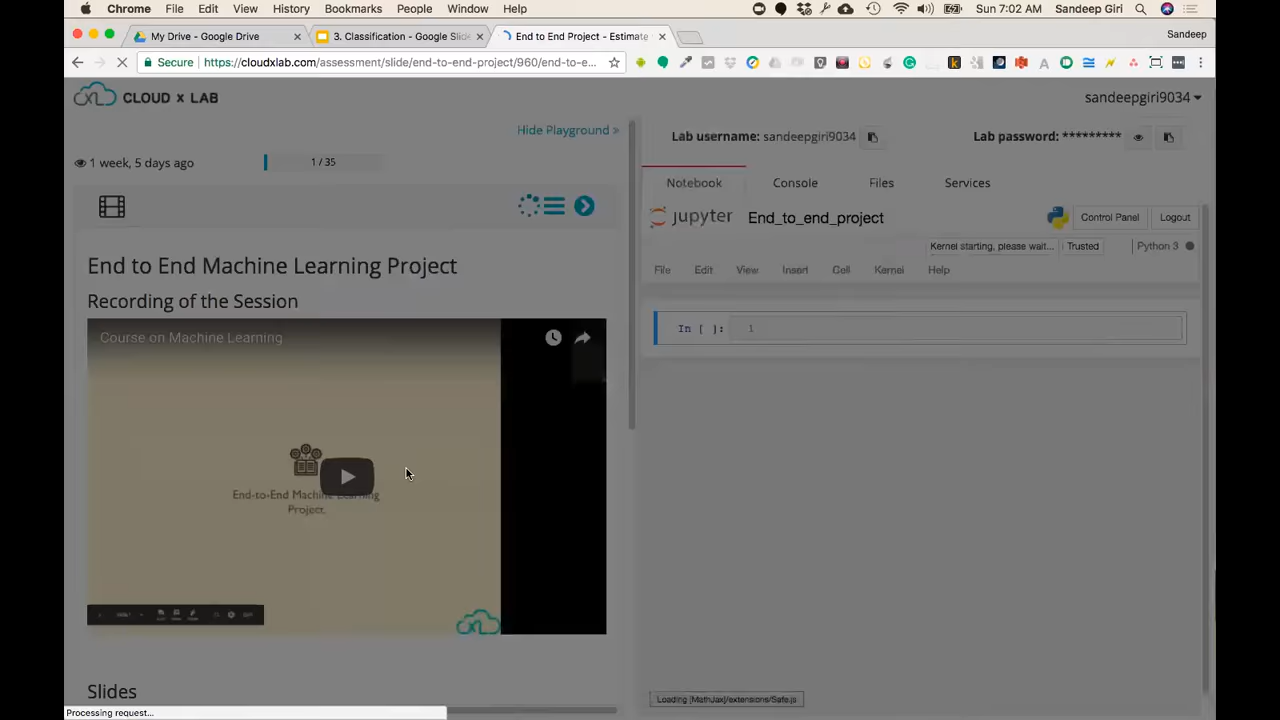 Chrome File Edit View History Bookmarks People Window Help Sun 7:02 AM Sandeep Giri
My Drive - Google Drive 3. Classification - Google Slide End to End Project - Estimate Sandeep
Secure https://cloudxlab.com/assessment/slide/end-to-end-project/960/end-to-e...
CLOUD x LAB sandeepgiri9034
Hide Playground »
Lab username: sandeepgiri9034 Lab password: *********
1 week, 5 days ago 1 / 35
Notebook Console Files Services
jupyter End_to_end_project Control Panel Logout
Kernel starting, please wait... Trusted Python 3
File Edit View Insert Cell Kernel Help
End to End Machine Learning Project
Recording of the Session
In [ ]: 1
Course on Machine Learning
End-to-End Machine Learning
Project.
Slides
Loading [MathJax]/extensions/Safe.js
Processing request...